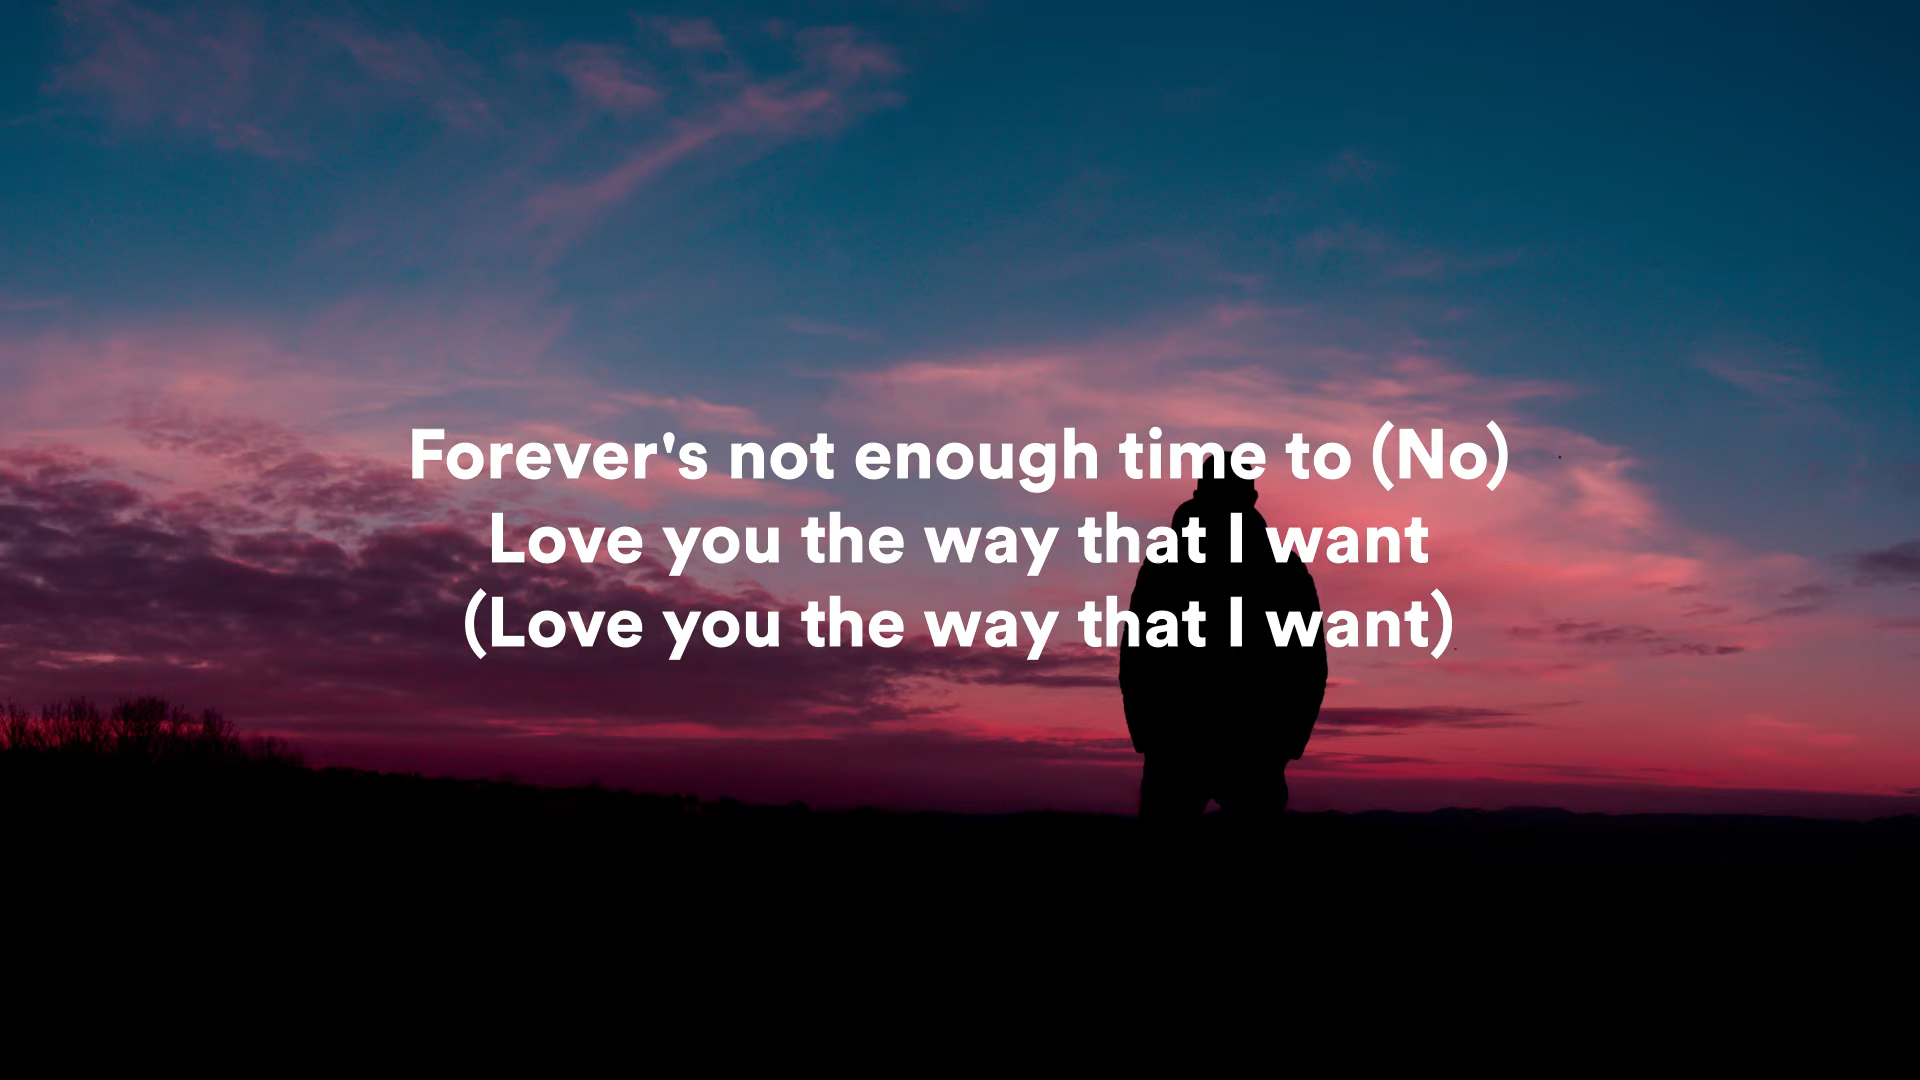 Forever's not enough time to (No)
Love you the way that I want
(Love you the way that I want)